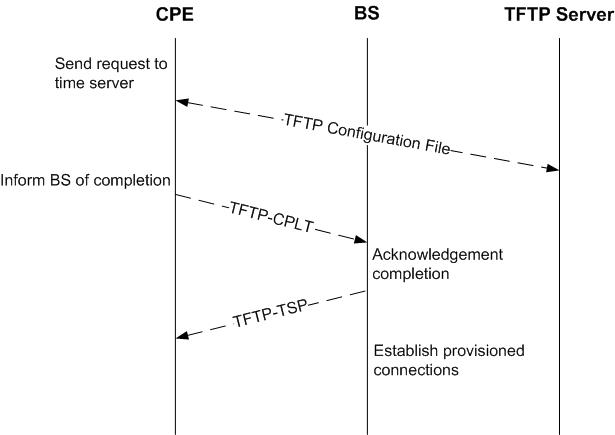 CPE
BS
TFTP Server
Send request to
time server
TFTP Configuration File
Inform BS of completion
TFTP-CPLT
Acknowledgement
completion
TFTP-TSP
Establish provisioned
connections